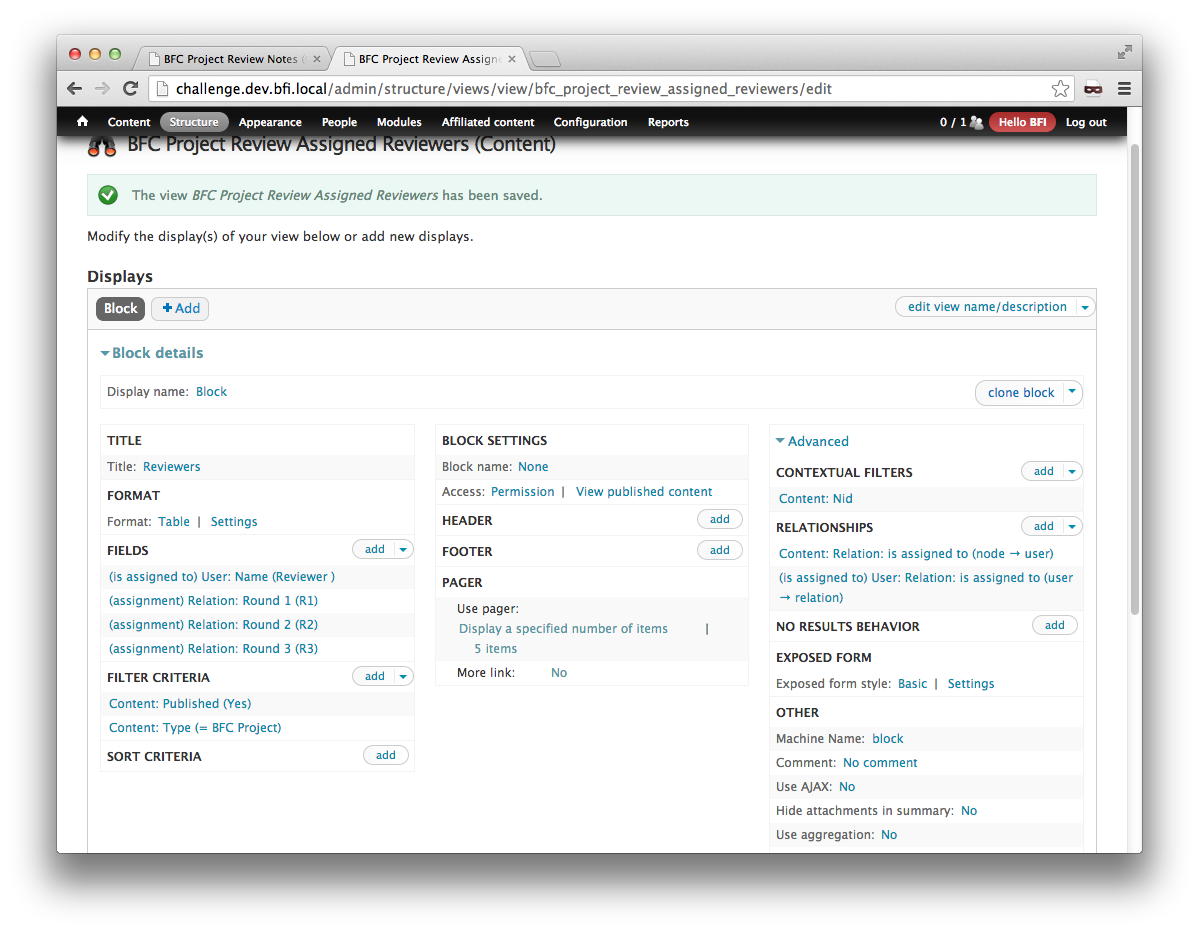 BFC Project Review Notes (
BFC Project Review Assign
challenge.dev.bfi.local/admin/structure/views/view/bfc_project_review_assigned_reviewers/edit
Content Structure Appearance People Modules Affiliated content Configuration Reports 0 / 1 Hello BFI Log out
BFC Project Review Assigned Reviewers (Content)
The view BFC Project Review Assigned Reviewers has been saved.
Modify the display(s) of your view below or add new displays.
Displays
Block +Add edit view name/description
Block details
Display name: Block clone block
TITLE
Title: Reviewers
FORMAT
Format: Table | Settings
FIELDS add
(is assigned to) User: Name (Reviewer )
(assignment) Relation: Round 1 (R1)
(assignment) Relation: Round 2 (R2)
(assignment) Relation: Round 3 (R3)
FILTER CRITERIA add
Content: Published (Yes)
Content: Type (= BFC Project)
SORT CRITERIA add
BLOCK SETTINGS
Block name: None
Access: Permission | View published content
HEADER add
FOOTER add
PAGER
Use pager:
Display a specified number of items |
5 items
More link: No
Advanced
CONTEXTUAL FILTERS add
Content: Nid
RELATIONSHIPS add
Content: Relation: is assigned to (node → user)
(is assigned to) User: Relation: is assigned to (user
→ relation)
NO RESULTS BEHAVIOR add
EXPOSED FORM
Exposed form style: Basic | Settings
OTHER
Machine Name: block
Comment: No comment
Use AJAX: No
Hide attachments in summary: No
Use aggregation: No